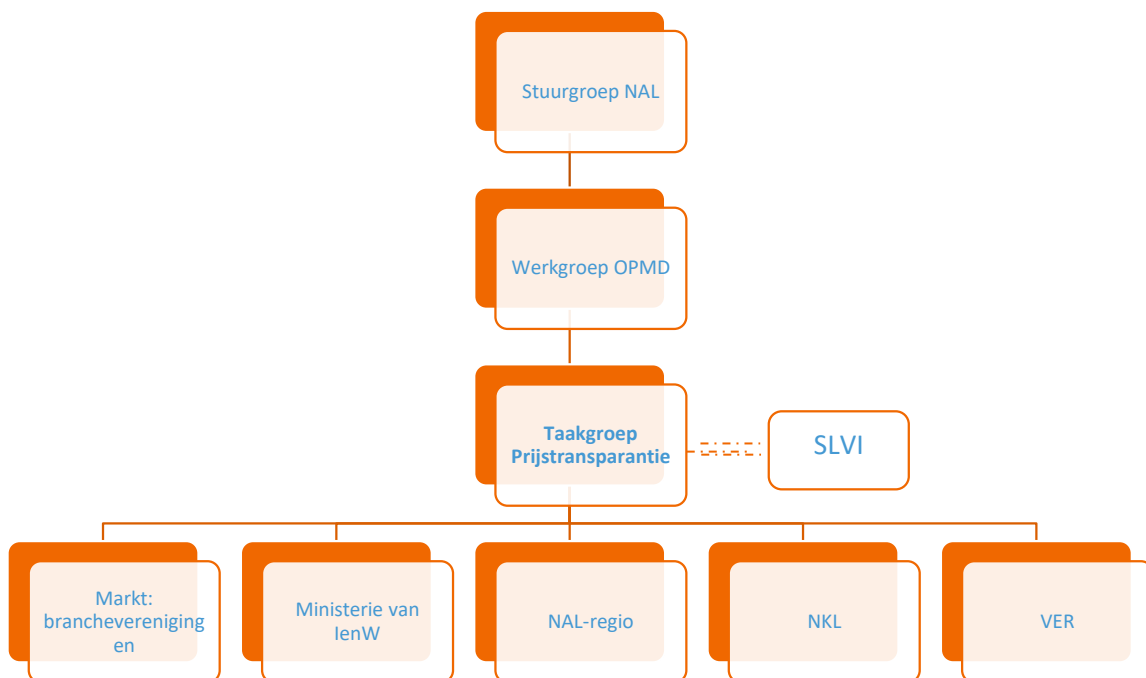 Stuurgroep NAL
Werkgroep OPMD
Taakgroep
Prijstransparantie
SLVI
Markt:
branchevereniging
en
Ministerie van
IenW
NAL-regio
NKL
VER